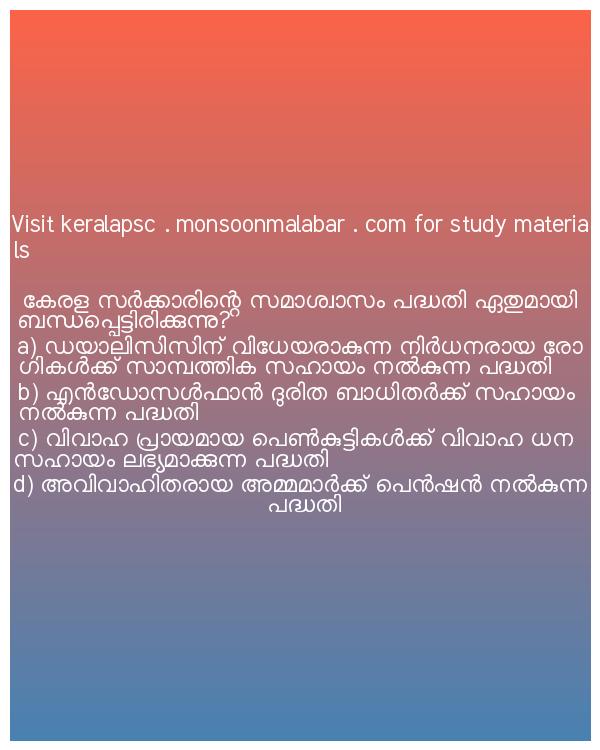 Visit keralapsc . monsoonmalabar . com for study materia
ls
കേരള സർക്കാരിന്റെ സമാശ്വാസം പദ്ധതി ഏതുമായി
ബന്ധപ്പെട്ടിരിക്കുന്നു?
a) ഡയാലിസിസിന് വിധേയരാകുന്ന നിർധനരായ രോ
ഗികൾക്ക് സാമ്പത്തിക സഹായം നൽകുന്ന പദ്ധതി
b) എൻഡോസൾഫാൻ ദുരിത ബാധിതർക്ക് സഹായം
നൽകുന്ന പദ്ധതി
c) വിവാഹ പ്രായമായ പെൺകുട്ടികൾക്ക് വിവാഹ ധന
സഹായം ലഭ്യമാക്കുന്ന പദ്ധതി
d) അവിവാഹിതരായ അമ്മമാർക്ക് പെൻഷൻ നൽകുന്ന
പദ്ധതി